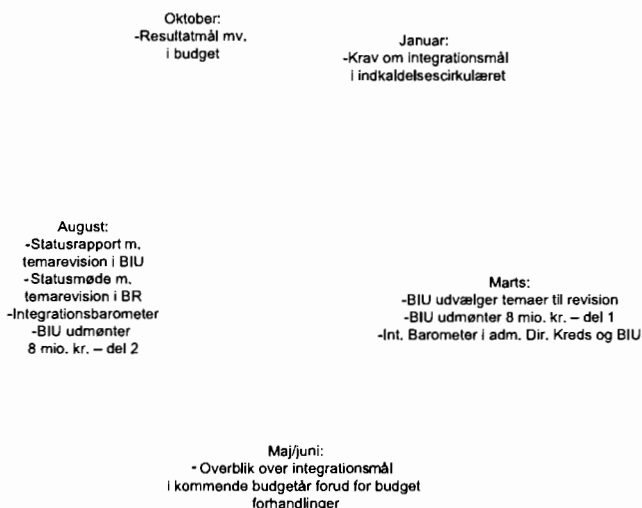 Oktober:
-Resultatmål mv.
i budget
Januar:
-Krav om integrationsmål
i indkaldelsescirkulæret
August:
-Statusrapport m.
temarevision i BIU
-Statusmøde m.
temarevision i BR
-Integrationsbarometer
-BIU udmønter
8 mio. kr. – del 2
Marts:
-BIU udvælger temaer til revision
-BIU udmønter 8 mio. kr. – del 1
-Int. Barometer i adm. Dir. Kreds og BIU
Maj/juni:
- Overblik over integrationsmål
i kommende budgetår forud for budget
forhandlinger